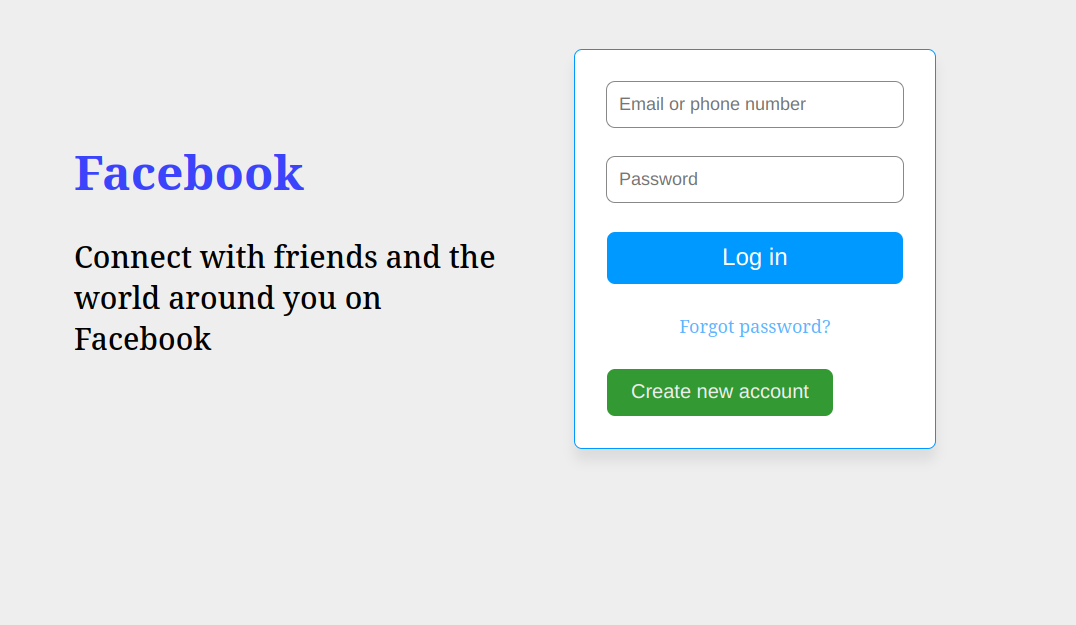 Facebook
Connect with friends and the
world around you on
Facebook
Email or phone number
Password
Log in
Forgot password?
Create new account